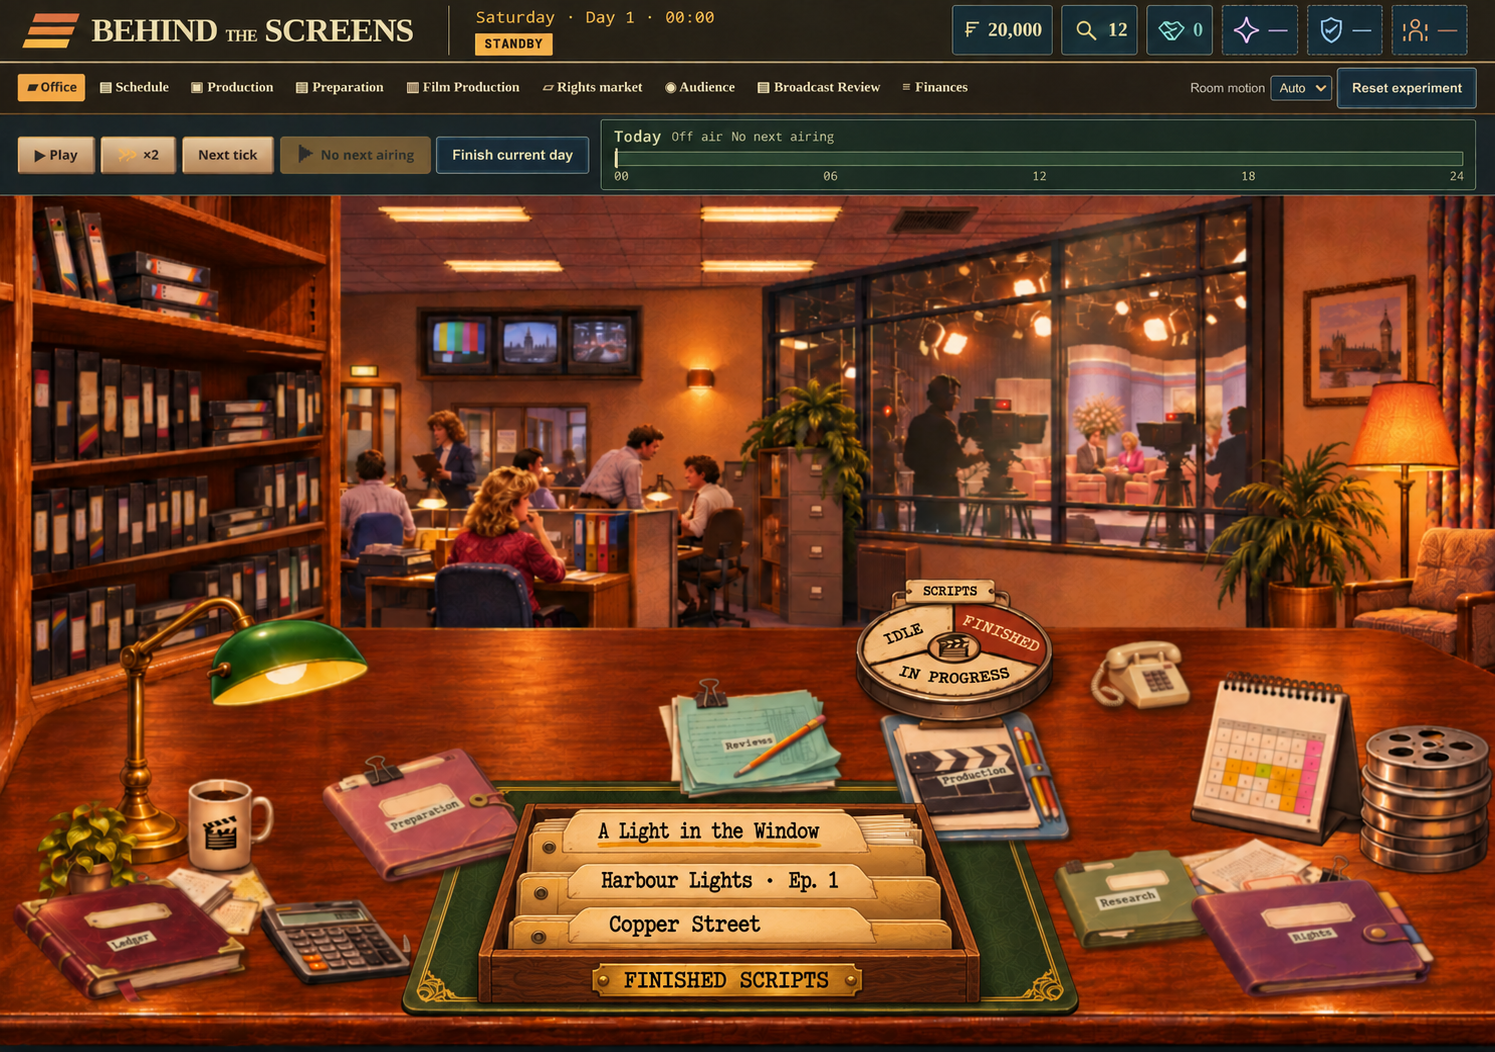 BEHIND THE SCREENS
Saturday · Day 1 · 00:00
STANDBY
20,000
12
0
Office
Schedule
Production
Preparation
Film Production
Rights market
Audience
Broadcast Review
Finances
Room motion
Auto
Reset experiment
Play
×2
Next tick
No next airing
Finish current day
Today Off air No next airing
00 06 12 18 24
SCRIPTS
IDLE
FINISHED
IN PROGRESS
Reviews
Production
Preparation
A Light in the Window
Harbour Lights · Ep. 1
Copper Street
FINISHED SCRIPTS
Ledger
Research
Rights